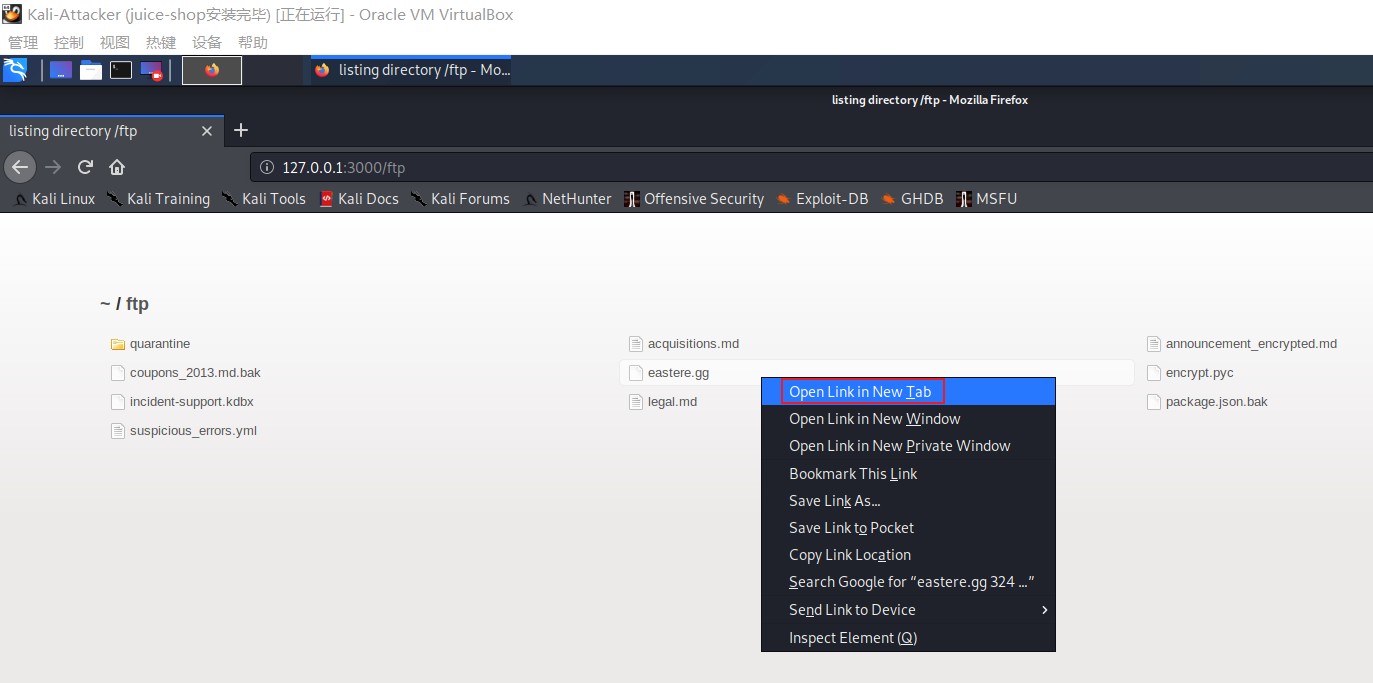 Kali-Attacker (juice-shop安装完毕) [正在运行] - Oracle VM VirtualBox
管理 控制 视图 热键 设备 帮助
listing directory /ftp - Mo...
listing directory /ftp - Mozilla Firefox
listing directory /ftp
127.0.0.1:3000/ftp
Kali Linux Kali Training Kali Tools Kali Docs Kali Forums NetHunter Offensive Security Exploit-DB GHDB MSFU
~ / ftp
quarantine acquisitions.md announcement_encrypted.md
coupons_2013.md.bak eastere.gg encrypt.pyc
incident-support.kdbx legal.md package.json.bak
suspicious_errors.yml
Open Link in New Tab
Open Link in New Window
Open Link in New Private Window
Bookmark This Link
Save Link As...
Save Link to Pocket
Copy Link Location
Search Google for “eastere.gg 324 ...”
Send Link to Device
Inspect Element (Q)